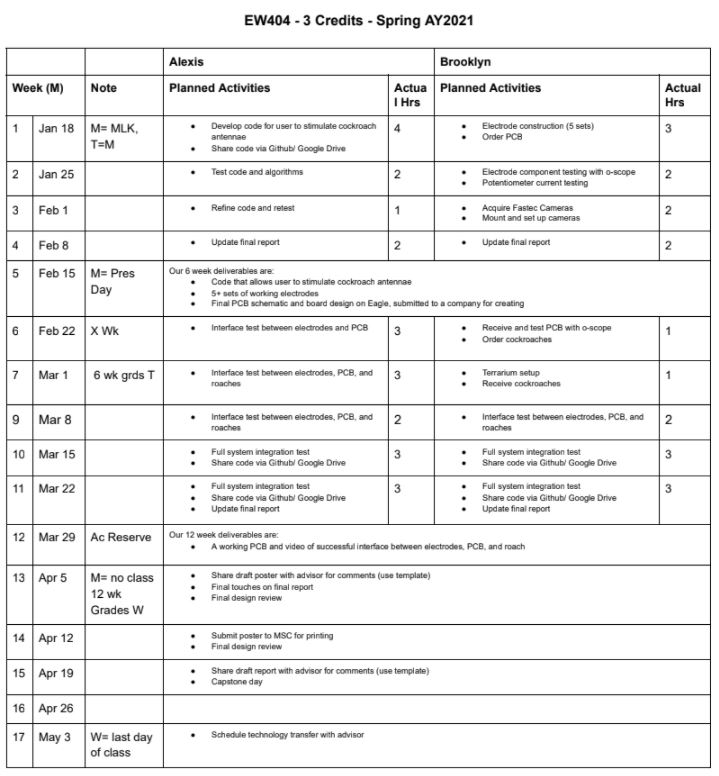 EW404 - 3 Credits - Spring AY2021
Alexis Brooklyn
Week (M) Note Planned Activities Actua Planned Activities Actual
l Hrs Hrs
1 Jan 18 M= MLK, • Develop code for user to stimulate cockroach 4 • Electrode construction (5 sets) 3
T=M antennae • Order PCB
• Share code via Github/ Google Drive
2 Jan 25 • Test code and algorithms 2 • Electrode component testing with o-scope 2
• Potentiometer current testing
3 Feb 1 • Refine code and retest 1 • Acquire Fastec Cameras 2
• Mount and set up cameras
4 Feb 8 • Update final report 2 • Update final report 2
5 Feb 15 M= Pres Our 6 week deliverables are:
Day • Code that allows user to stimulate cockroach antennae
• 5+ sets of working electrodes
• Final PCB schematic and board design on Eagle, submitted to a company for creating
6 Feb 22 X Wk • Interface test between electrodes and PCB 3 • Receive and test PCB with o-scope 1
• Order cockroaches
7 Mar 1 6 wk grds T • Interface test between electrodes, PCB, and 3 • Terrarium setup 1
roaches • Receive cockroaches
9 Mar 8 • Interface test between electrodes, PCB, and 2 • Interface test between electrodes, PCB, and 2
roaches roaches
10 Mar 15 • Full system integration test 3 • Full system integration test 3
• Share code via Github/ Google Drive • Share code via Github/ Google Drive
11 Mar 22 • Full system integration test 3 • Full system integration test 3
• Share code via Github/ Google Drive • Share code via Github/ Google Drive
• Update final report • Update final report
12 Mar 29 Ac Reserve Our 12 week deliverables are:
• A working PCB and video of successful interface between electrodes, PCB, and roach
13 Apr 5 M= no class • Share draft poster with advisor for comments (use template)
12 wk • Final touches on final report
Grades W • Final design review
14 Apr 12 • Submit poster to MSC for printing
• Final design review
15 Apr 19 • Share draft report with advisor for comments (use template)
• Capstone day
16 Apr 26
17 May 3 W= last day • Schedule technology transfer with advisor
of class